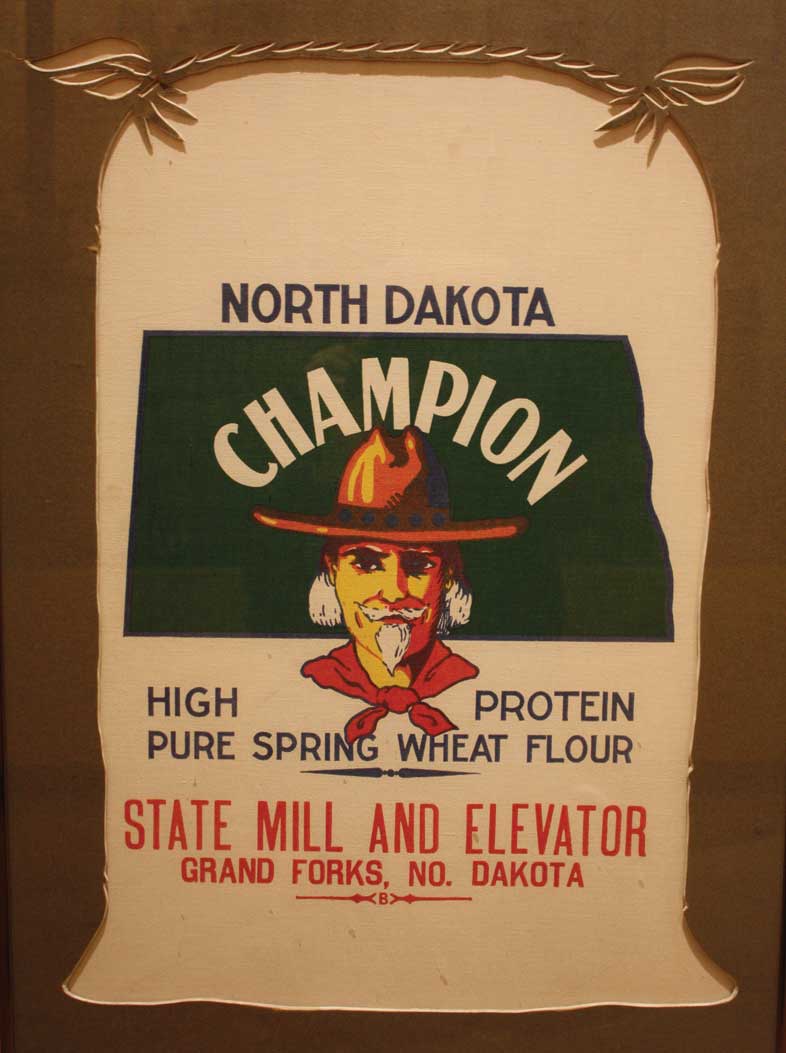 NORTH DAKOTA
CHAMPION
HIGH PROTEIN
PURE SPRING WHEAT FLOUR
STATE MILL AND ELEVATOR
GRAND FORKS, NO. DAKOTA
B